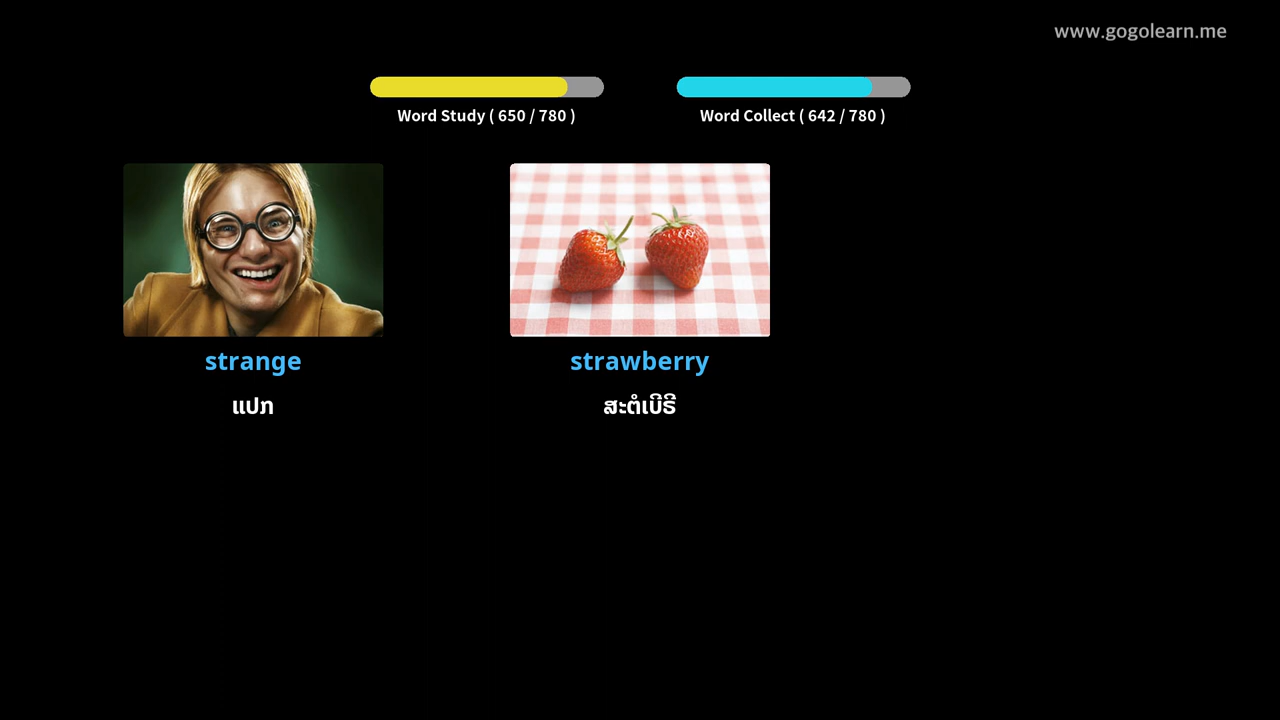 www.gogolearn.me
Word Study ( 650 / 780 )
Word Collect ( 642 / 780 )
strange
strawberry
ແປກ
ສະຕໍເບີຣີ